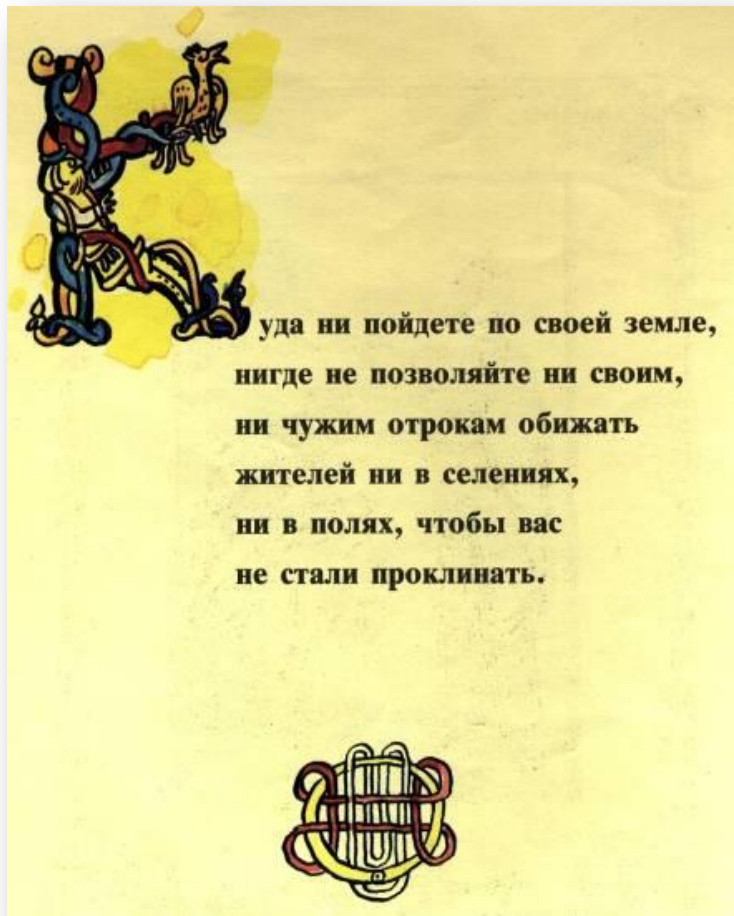 Куда ни пойдете по своей земле,
нигде не позволяйте ни своим,
ни чужим отрокам обижать
жителей ни в селениях,
ни в полях, чтобы вас
не стали проклинать.